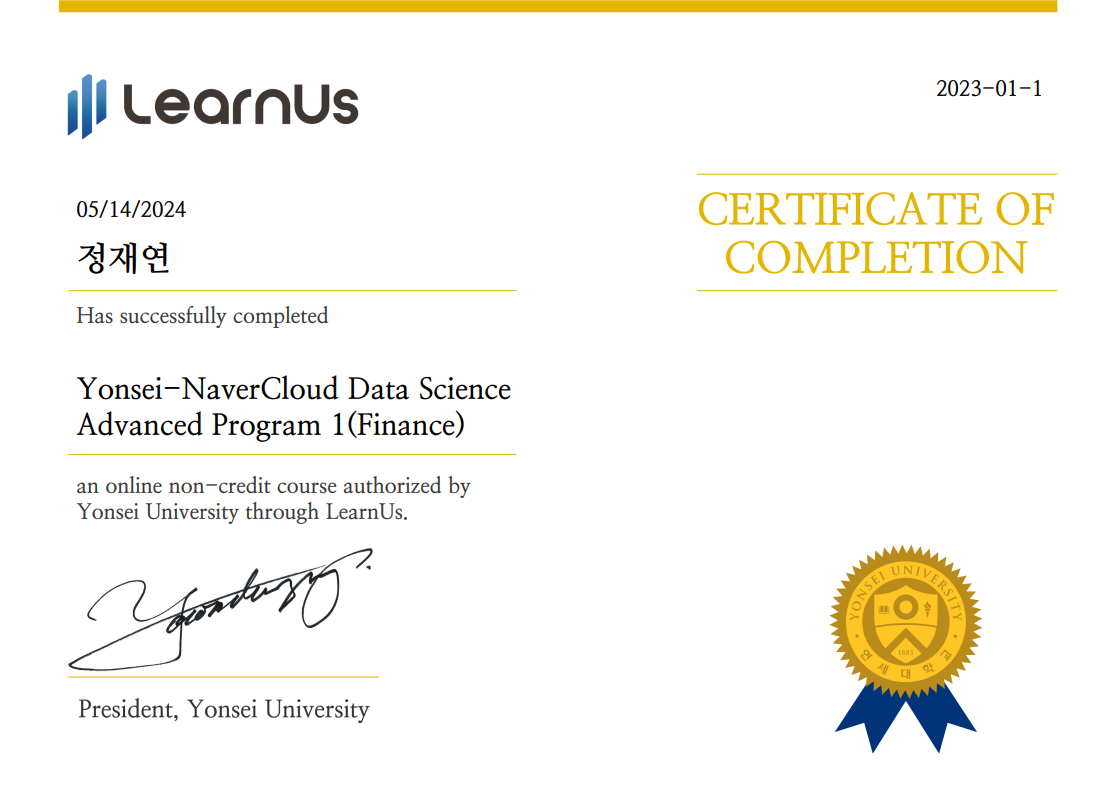 LearnUs
2023-01-1
CERTIFICATE OF
COMPLETION
05/14/2024
정재연
Has successfully completed
Yonsei-NaverCloud Data Science
Advanced Program 1(Finance)
an online non-credit course authorized by
Yonsei University through LearnUs.
President, Yonsei University
YONSEI UNIVERSITY
1885
연세대학교